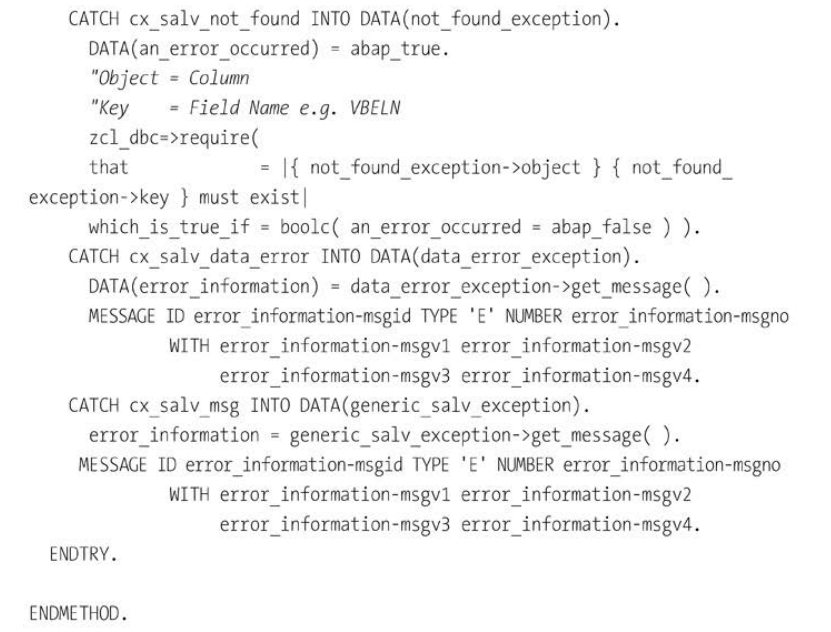 CATCH cx_salv_not_found INTO DATA(not_found_exception).
DATA(an_error_occurred) = abap_true.
"Object = Column
"Key    = Field Name e.g. VBELN
zcl_dbc=>require(
that             = |{ not_found_exception->object } { not_found_
exception->key } must exist|
which_is_true_if = boolc( an_error_occurred = abap_false ) ).
CATCH cx_salv_data_error INTO DATA(data_error_exception).
DATA(error_information) = data_error_exception->get_message( ).
MESSAGE ID error_information-msgid TYPE 'E' NUMBER error_information-msgno
WITH error_information-msgv1 error_information-msgv2
error_information-msgv3 error_information-msgv4.
CATCH cx_salv_msg INTO DATA(generic_salv_exception).
error_information = generic_salv_exception->get_message( ).
MESSAGE ID error_information-msgid TYPE 'E' NUMBER error_information-msgno
WITH error_information-msgv1 error_information-msgv2
error_information-msgv3 error_information-msgv4.
ENDTRY.
ENDMETHOD.